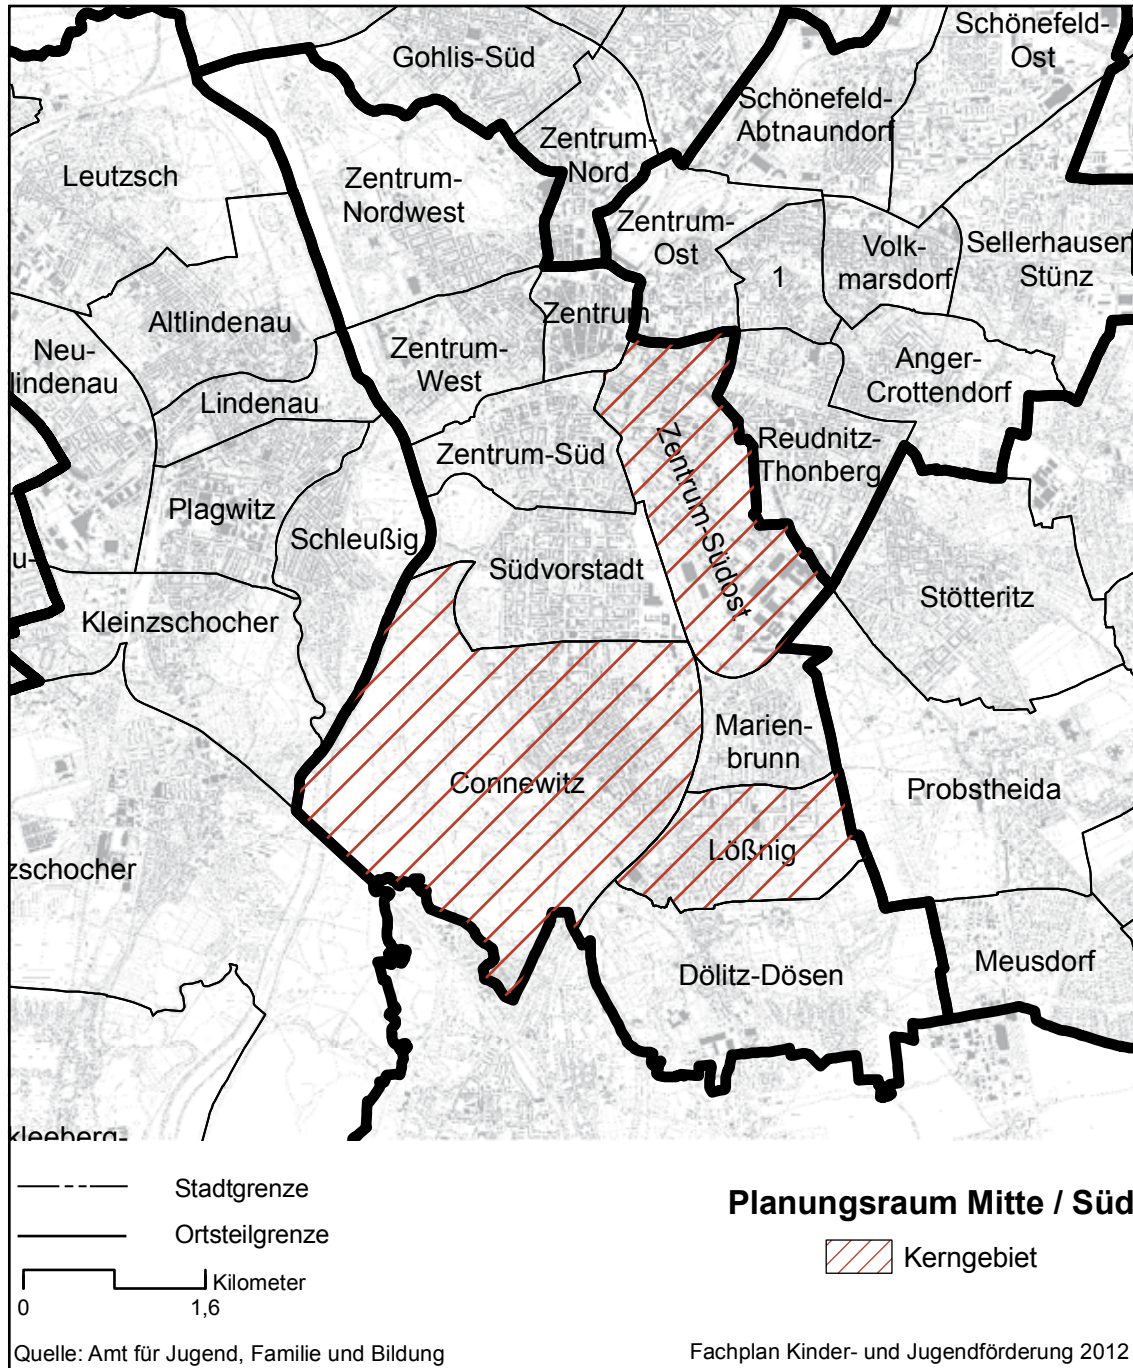 Gohlis-Süd
Schönefeld-
Ost
Schönefeld-
Abtnaundorf
Zentrum-
Nord
Leutzsch
Zentrum-
Nordwest
Zentrum-
Ost
Volk-
marsdorf
Sellerhausen
Stünz
1
Altlindenau
Zentrum
Neu-
lindenau
Zentrum-
West
Anger-
Crottendorf
Lindenau
Zentrum-Süd
Reudnitz-
Thonberg
Zentrum-Südost
Plagwitz
Schleußig
Südvorstadt
u-
Stötteritz
Kleinzschocher
Marien-
brunn
Connewitz
Probstheida
Lößnig
zschocher
Dölitz-Dösen
Meusdorf
kleeberg-
Stadtgrenze
Ortsteilgrenze
Kilometer
0 1,6
Planungsraum Mitte / Süd
Kerngebiet
Quelle: Amt für Jugend, Familie und Bildung
Fachplan Kinder- und Jugendförderung 2012